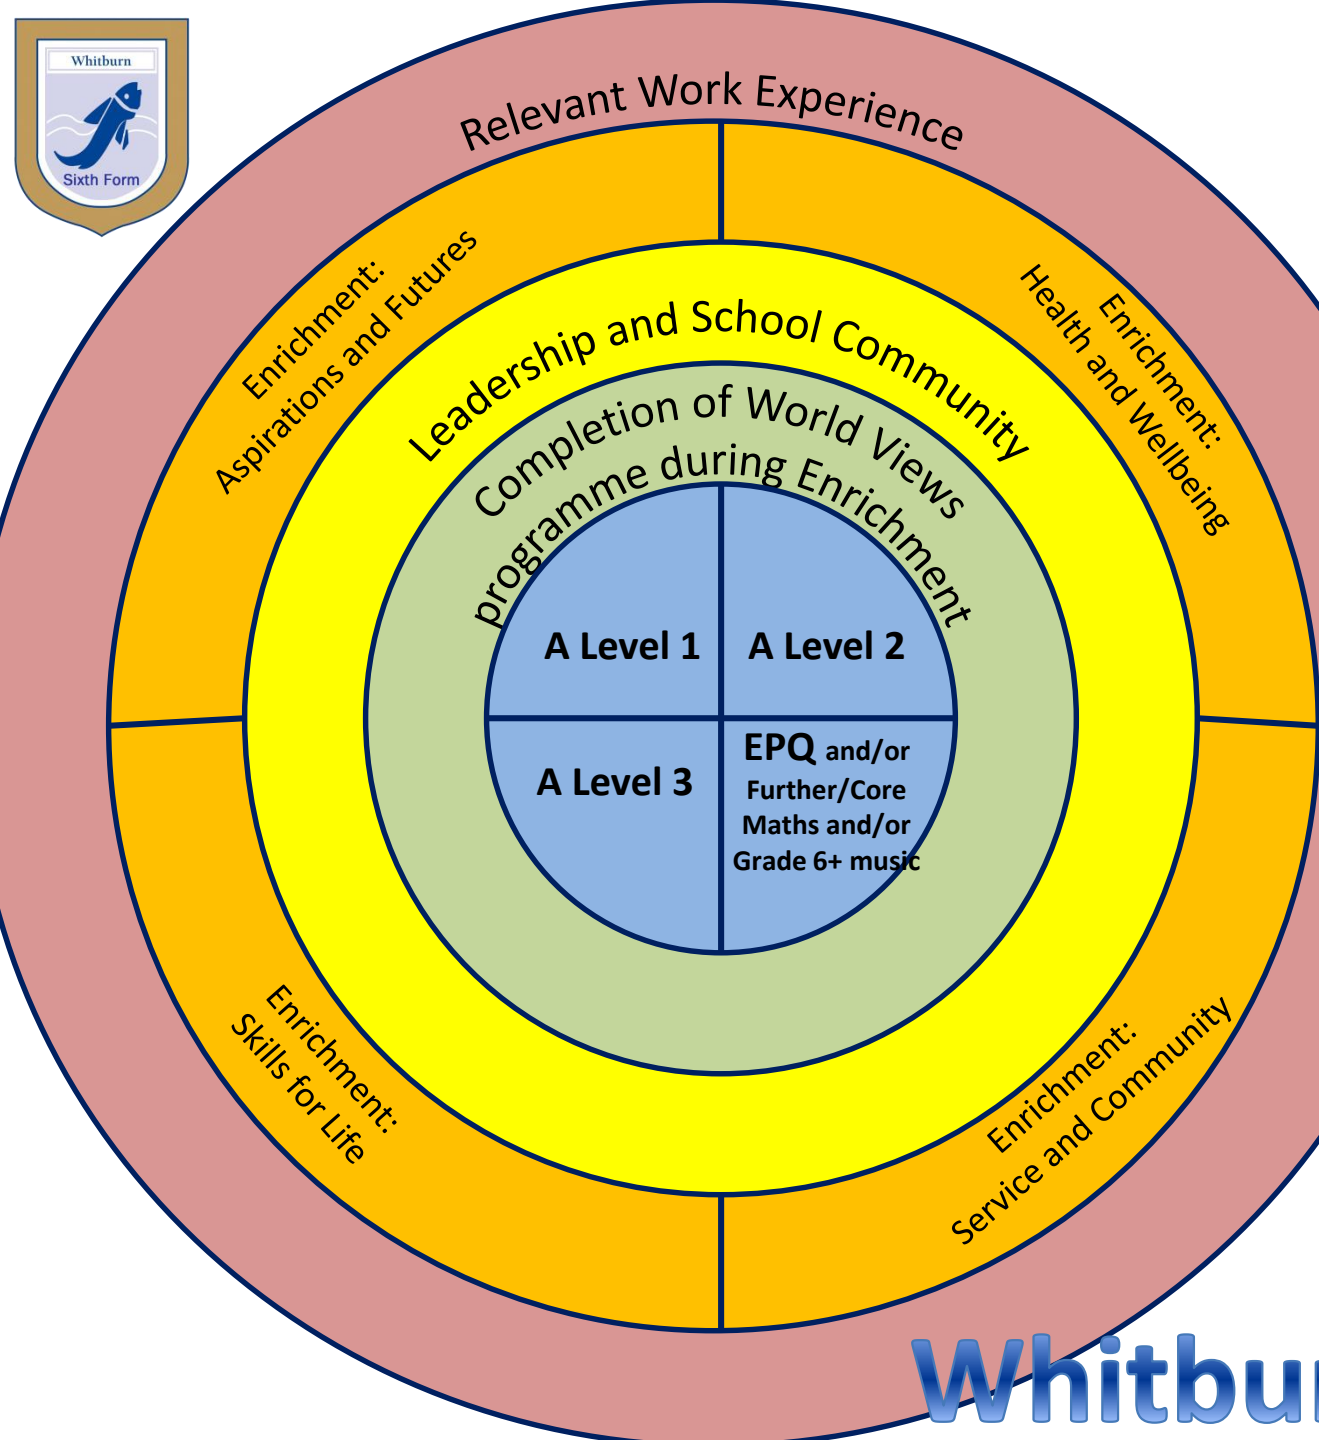 Whitburn
Sixth Form
Relevant Work Experience
Enrichment:
Aspirations and Futures
Enrichment:
Health and Wellbeing
Leadership and School Community
Completion of World Views
programme during Enrichment
A Level 1
A Level 2
A Level 3
EPQ and/or
Further/Core
Maths and/or
Grade 6+ music
Enrichment:
Skills for Life
Enrichment:
Service and Community